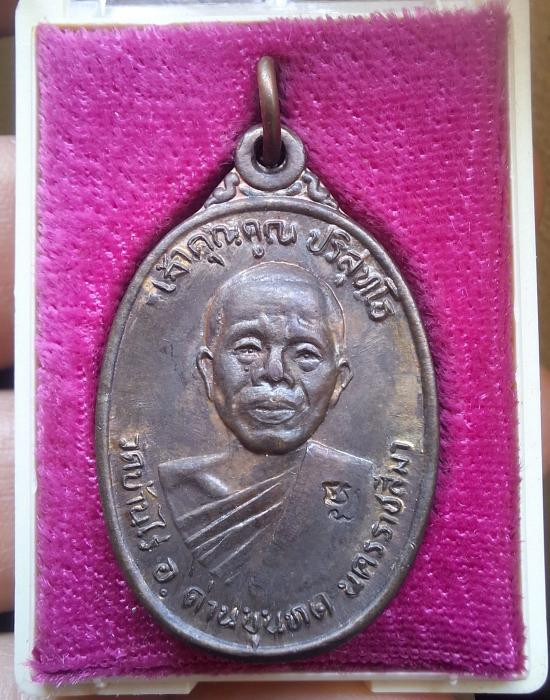 เจ้าคุณคูณ ปริสุทฺโธ
วัดบ้านไร่ อ. ด่านขุนทด นครราชสีมา